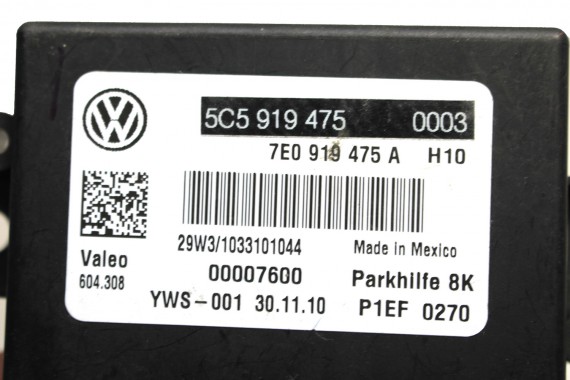 5C5 919 475 0003
7E0 919 475 A H10
29W3/1033101044 Made in Mexico
Valeo 00007600 Parkhilfe 8K
604.308
YWS-001 30.11.10 P1EF 0270